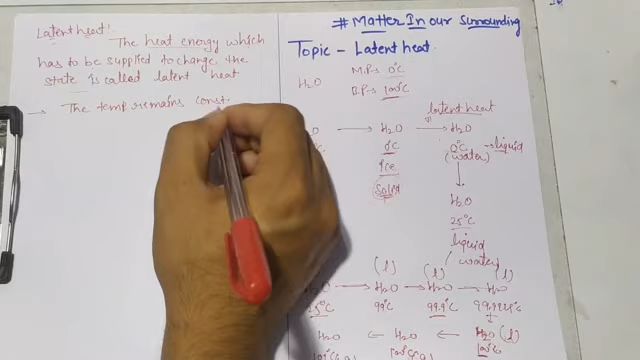 Latent heat:
The heat energy which
has to be supplied to change the
state is called latent heat
→ The temp remains const
# Matter In our Surrounding
Topic - Latent heat.
H₂O
M.P → 0°C
B.P → 100°C
latent heat
→ H₂O → H₂O
0°C
0°C → liquid
(water)
Ice
Solid
H₂O
25°C
liquid
water
(l) (l) (l)
→ H₂O → H₂O → H₂O
99°C 99.9°C
H₂O ← H₂O ← H₂O (l)
100°C